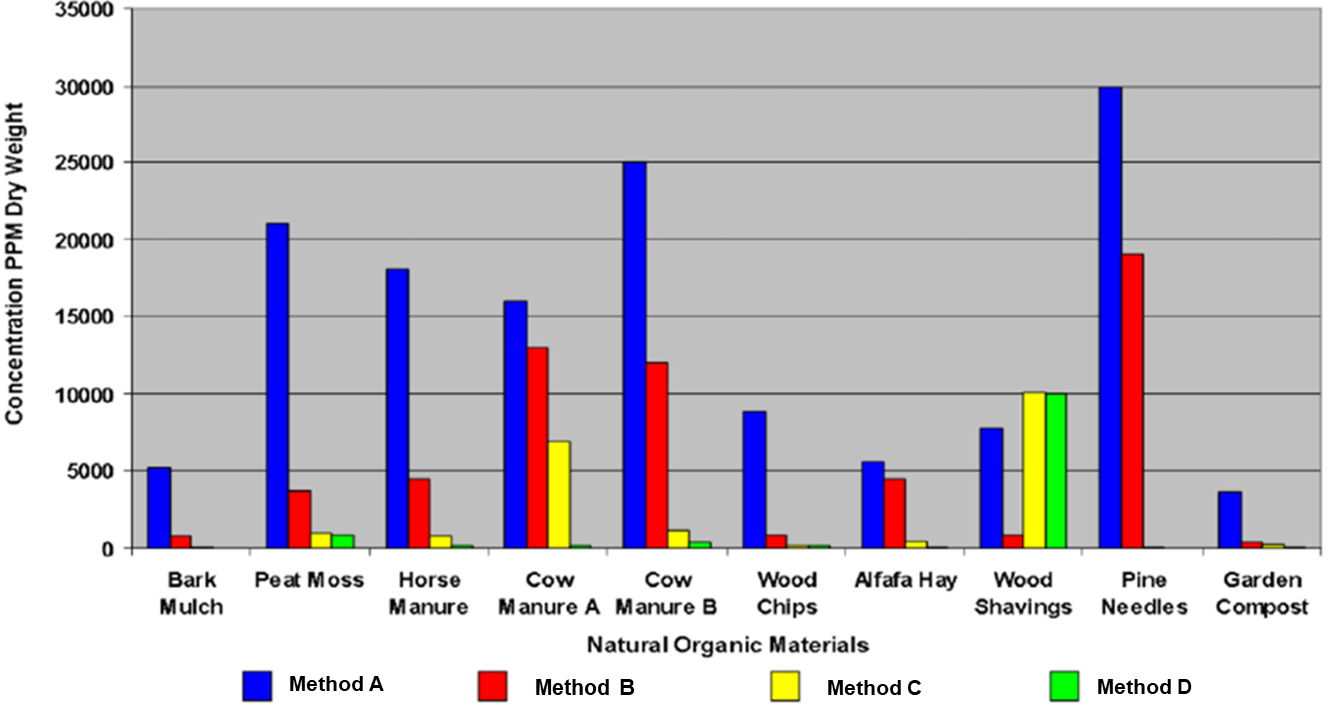 35000
30000
25000
20000
15000
10000
5000
0
Concentration PPM Dry Weight
Bark Mulch
Peat Moss
Horse Manure
Cow Manure A
Cow Manure B
Wood Chips
Alfafa Hay
Wood Shavings
Pine Needles
Garden Compost
Natural Organic Materials
Method A
Method B
Method C
Method D